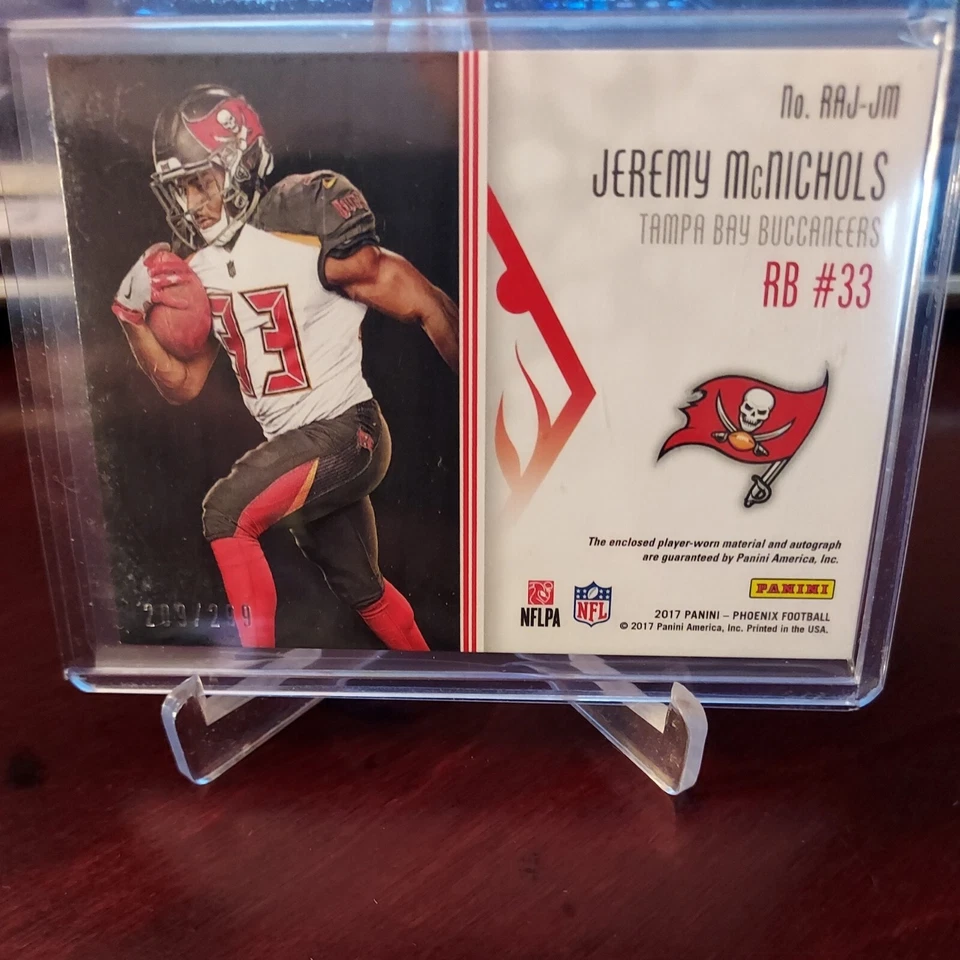 No. RAJ-JM
JEREMY McNICHOLS
TAMPA BAY BUCCANEERS
RB #33
33
The enclosed player-worn material and autograph
are guaranteed by Panini America, Inc.
PANINI
NFLPA
NFL
2017 PANINI – PHOENIX FOOTBALL
© 2017 Panini America, Inc. Printed in the USA.